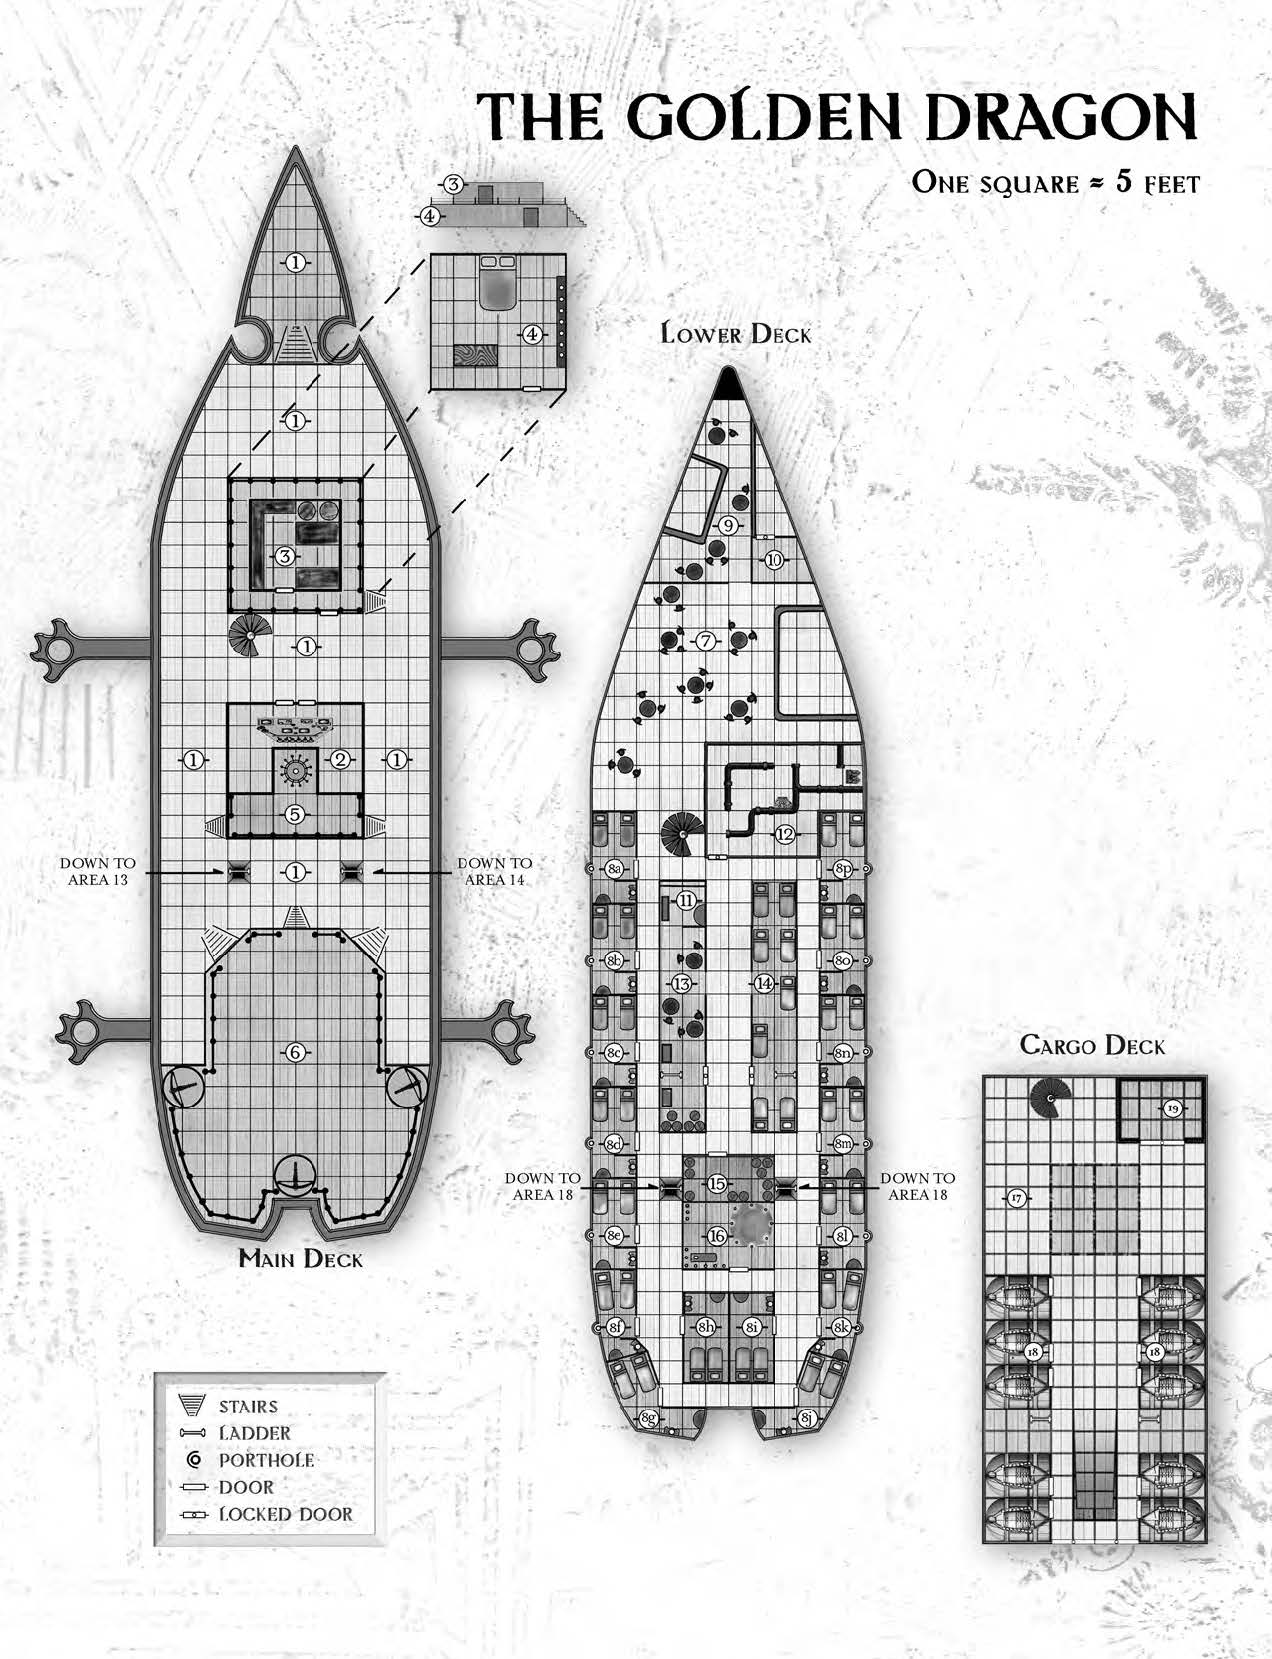 THE GOLDEN DRAGON
ONE SQUARE ≈ 5 FEET
3
4
1
4
LOWER DECK
1
9
3
10
1
7
1
2
1
5
12
DOWN TO
AREA 13
1
DOWN TO
AREA 14
8a
8p
11
8b
13
14
8o
6
8c
8n
CARGO DECK
19
8d
8m
DOWN TO
AREA 18
15
DOWN TO
AREA 18
17
8e
16
8l
MAIN DECK
8f
8h
8i
8k
18
18
8g
8j
STAIRS
LADDER
PORTHOLE
DOOR
LOCKED DOOR